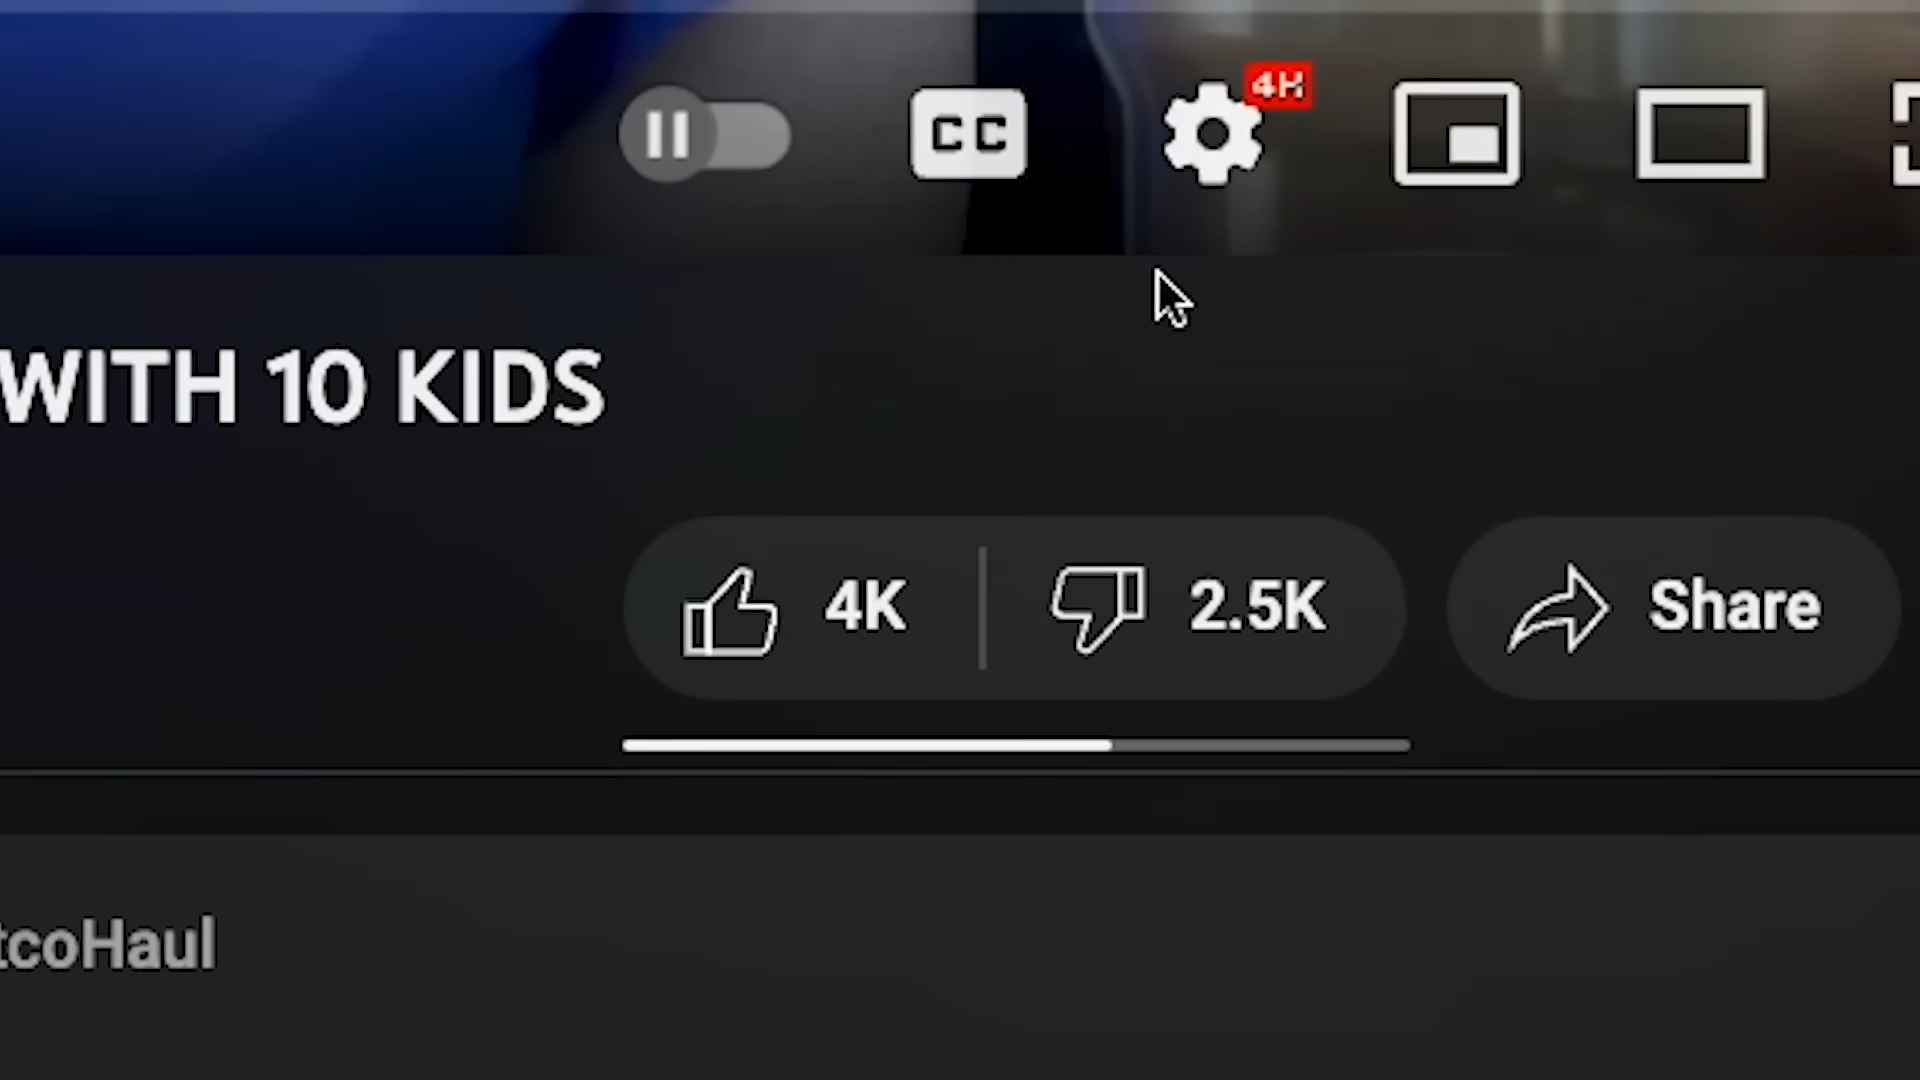 CC
4K
WITH 10 KIDS
4K
2.5K
Share
tcoHaul